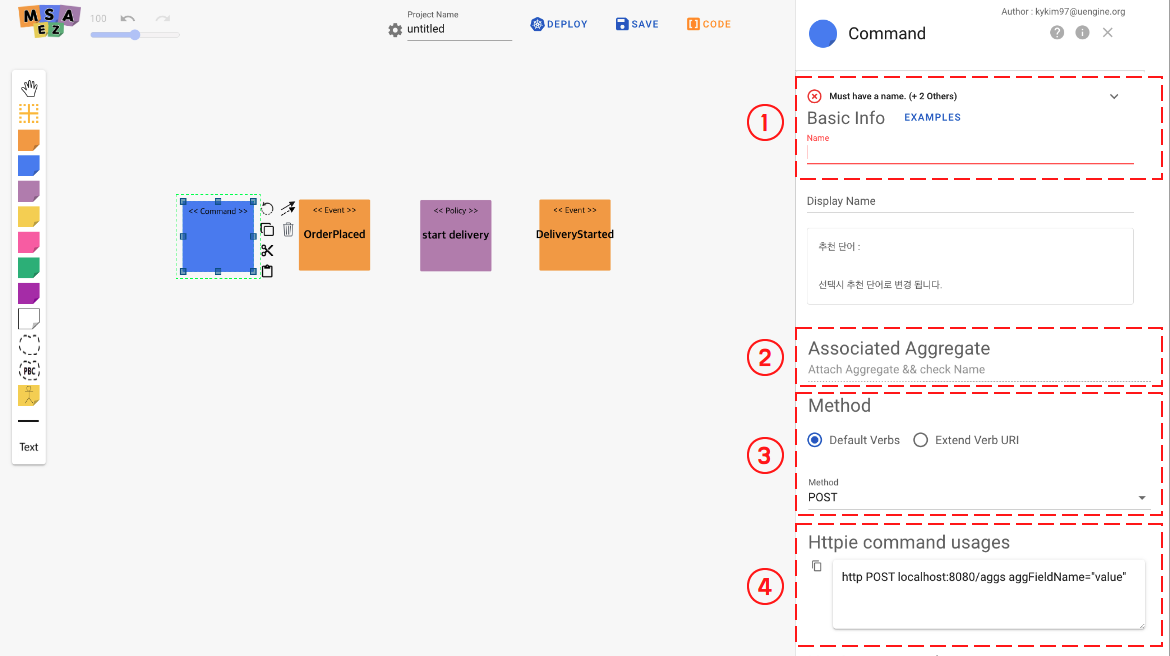 MSA
EZ
100
Project Name
untitled
DEPLOY
SAVE
CODE
PBC
Text
<< Command >>
<< Event >>
OrderPlaced
<< Policy >>
start delivery
<< Event >>
DeliveryStarted
Author : kykim97@uengine.org
Command
1
Must have a name. (+ 2 Others)
Basic Info
EXAMPLES
Name
Display Name
추천 단어 :
선택시 추천 단어로 변경 됩니다.
2
Associated Aggregate
Attach Aggregate && check Name
3
Method
Default Verbs
Extend Verb URI
Method
POST
4
Httpie command usages
http POST localhost:8080/aggs aggFieldName="value"